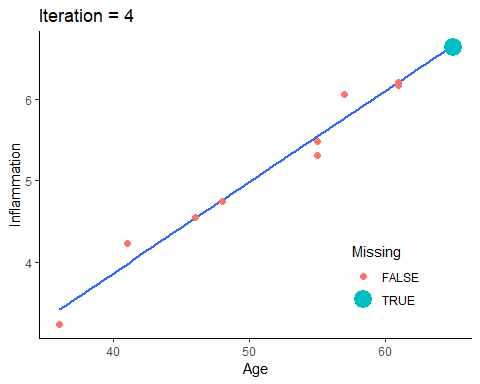 Iteration = 4
Inflammation
6
5
4
Missing
FALSE
TRUE
40
50
60
Age